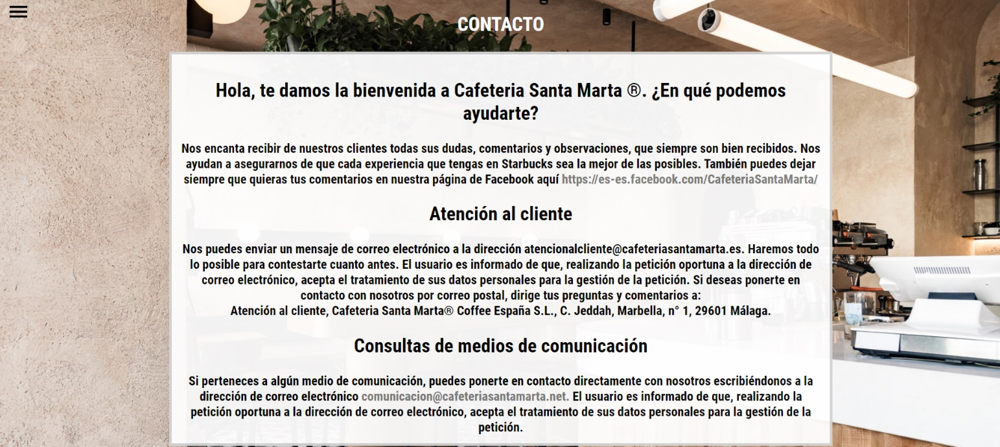 CONTACTO
Hola, te damos la bienvenida a Cafeteria Santa Marta ®. ¿En qué podemos
ayudarte?
Nos encanta recibir de nuestros clientes todas sus dudas, comentarios y observaciones, que siempre son bien recibidos. Nos
ayudan a asegurarnos de que cada experiencia que tengas en Starbucks sea la mejor de las posibles. También puedes dejar
siempre que quieras tus comentarios en nuestra página de Facebook aquí https://es-es.facebook.com/CafeteriaSantaMarta/
Atención al cliente
Nos puedes enviar un mensaje de correo electrónico a la dirección atencionalcliente@cafeteriasantamarta.es. Haremos todo
lo posible para contestarte cuanto antes. El usuario es informado de que, realizando la petición oportuna a la dirección de
correo electrónico, acepta el tratamiento de sus datos personales para la gestión de la petición. Si deseas ponerte en
contacto con nosotros por correo postal, dirige tus preguntas y comentarios a:
Atención al cliente, Cafeteria Santa Marta® Coffee España S.L., C. Jeddah, Marbella, n° 1, 29601 Málaga.
Consultas de medios de comunicación
Si perteneces a algún medio de comunicación, puedes ponerte en contacto directamente con nosotros escribiéndonos a la
dirección de correo electrónico comunicacion@cafeteriasantamarta.net. El usuario es informado de que, realizando la
petición oportuna a la dirección de correo electrónico, acepta el tratamiento de sus datos personales para la gestión de la
petición.